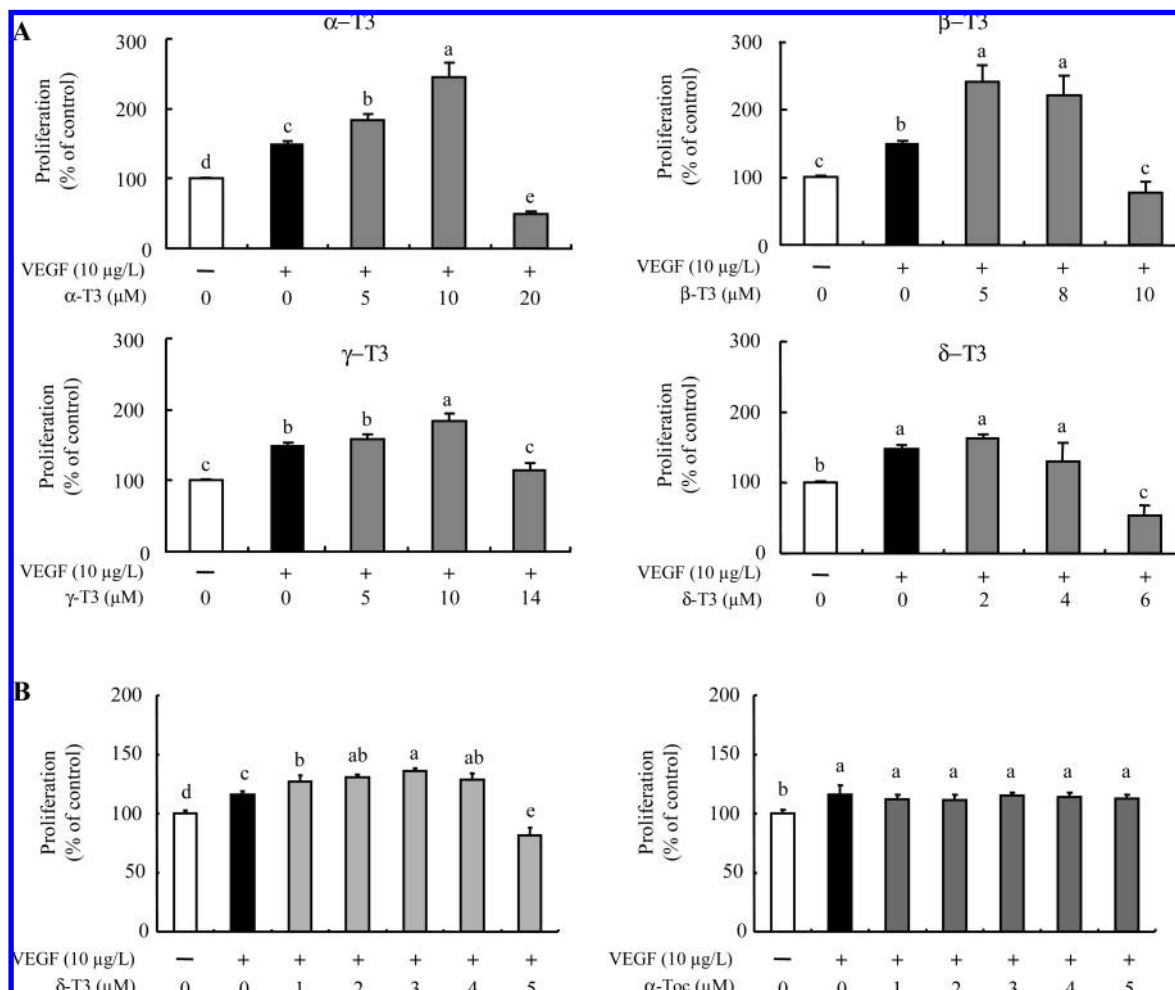 A
α–T3
Proliferation
(% of control)
300
200
100
0
d
c
b
a
e
VEGF (10 µg/L) — + + + +
α-T3 (µM) 0 0 5 10 20
β–T3
Proliferation
(% of control)
300
200
100
0
c
b
a
a
c
VEGF (10 µg/L) — + + + +
β-T3 (µM) 0 0 5 8 10
γ–T3
Proliferation
(% of control)
300
200
100
0
c
b
b
a
c
VEGF (10 µg/L) — + + + +
γ-T3 (µM) 0 0 5 10 14
δ–T3
Proliferation
(% of control)
300
200
100
0
b
a
a
a
c
VEGF (10 µg/L) — + + + +
δ-T3 (µM) 0 0 2 4 6
B
Proliferation
(% of control)
200
150
100
50
0
d
c
b
ab
a
ab
e
VEGF (10 µg/L) — + + + + + +
δ-T3 (µM) 0 0 1 2 3 4 5
Proliferation
(% of control)
200
150
100
50
0
b
a
a
a
a
a
a
VEGF (10 µg/L) — + + + + + +
α-Toc (µM) 0 0 1 2 3 4 5